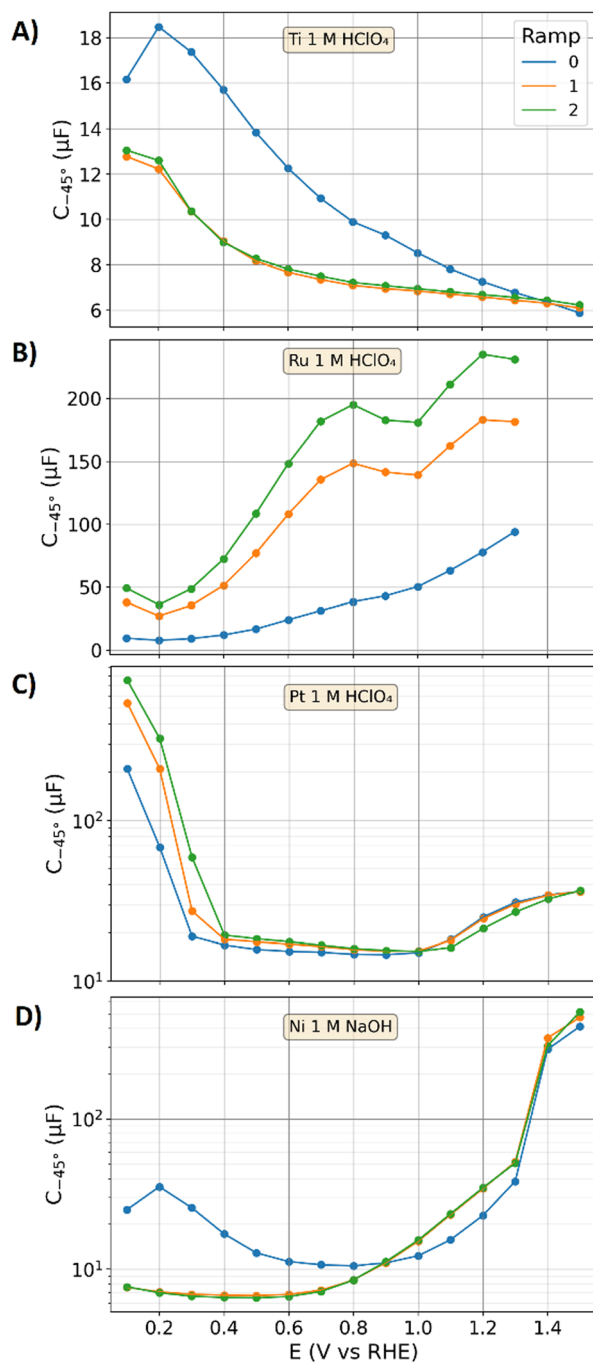 A)
Ti 1 M HClO₄
Ramp
0
1
2
18
16
14
12
10
8
6
C₋₄₅° (µF)
B)
Ru 1 M HClO₄
200
150
100
50
0
C₋₄₅° (µF)
C)
Pt 1 M HClO₄
10²
10¹
C₋₄₅° (µF)
D)
Ni 1 M NaOH
10²
10¹
C₋₄₅° (µF)
0.2 0.4 0.6 0.8 1.0 1.2 1.4
E (V vs RHE)